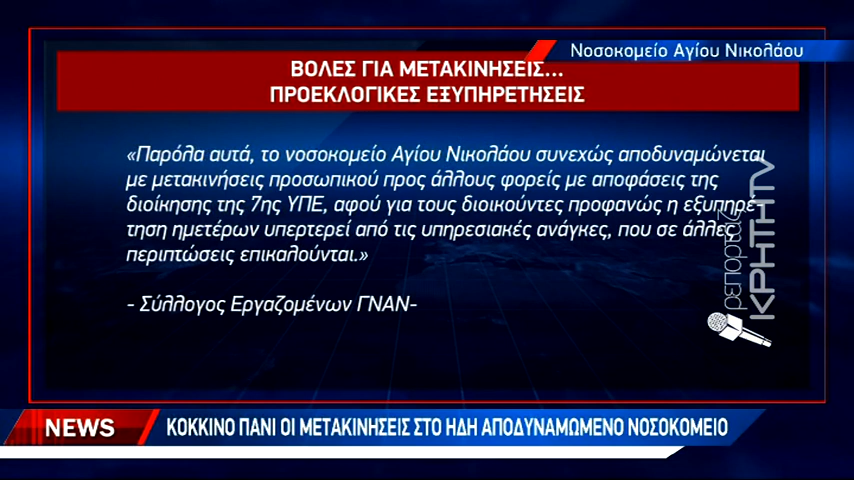 Νοσοκομείο Αγίου Νικολάου
ΒΟΛΕΣ ΓΙΑ ΜΕΤΑΚΙΝΗΣΕΙΣ...
ΠΡΟΕΚΛΟΓΙΚΕΣ ΕΞΥΠΗΡΕΤΗΣΕΙΣ
«Παρόλα αυτά, το νοσοκομείο Αγίου Νικολάου συνεχώς αποδυναμώνεται
με μετακινήσεις προσωπικού προς άλλους φορείς με αποφάσεις της
διοίκησης της 7ης ΥΠΕ, αφού για τους διοικούντες προφανώς η εξυπηρέ-
τηση ημετέρων υπερτερεί από τις υπηρεσιακές ανάγκες, που σε άλλες
περιπτώσεις επικαλούνται.»
- Σύλλογος Εργαζομένων ΓΝΑΝ-
ρεπορτάζ
ΚΡΗΤΗTV
NEWS
ΚΟΚΚΙΝΟ ΠΑΝΙ ΟΙ ΜΕΤΑΚΙΝΗΣΕΙΣ ΣΤΟ ΗΔΗ ΑΠΟΔΥΝΑΜΩΜΕΝΟ ΝΟΣΟΚΟΜΕΙΟ